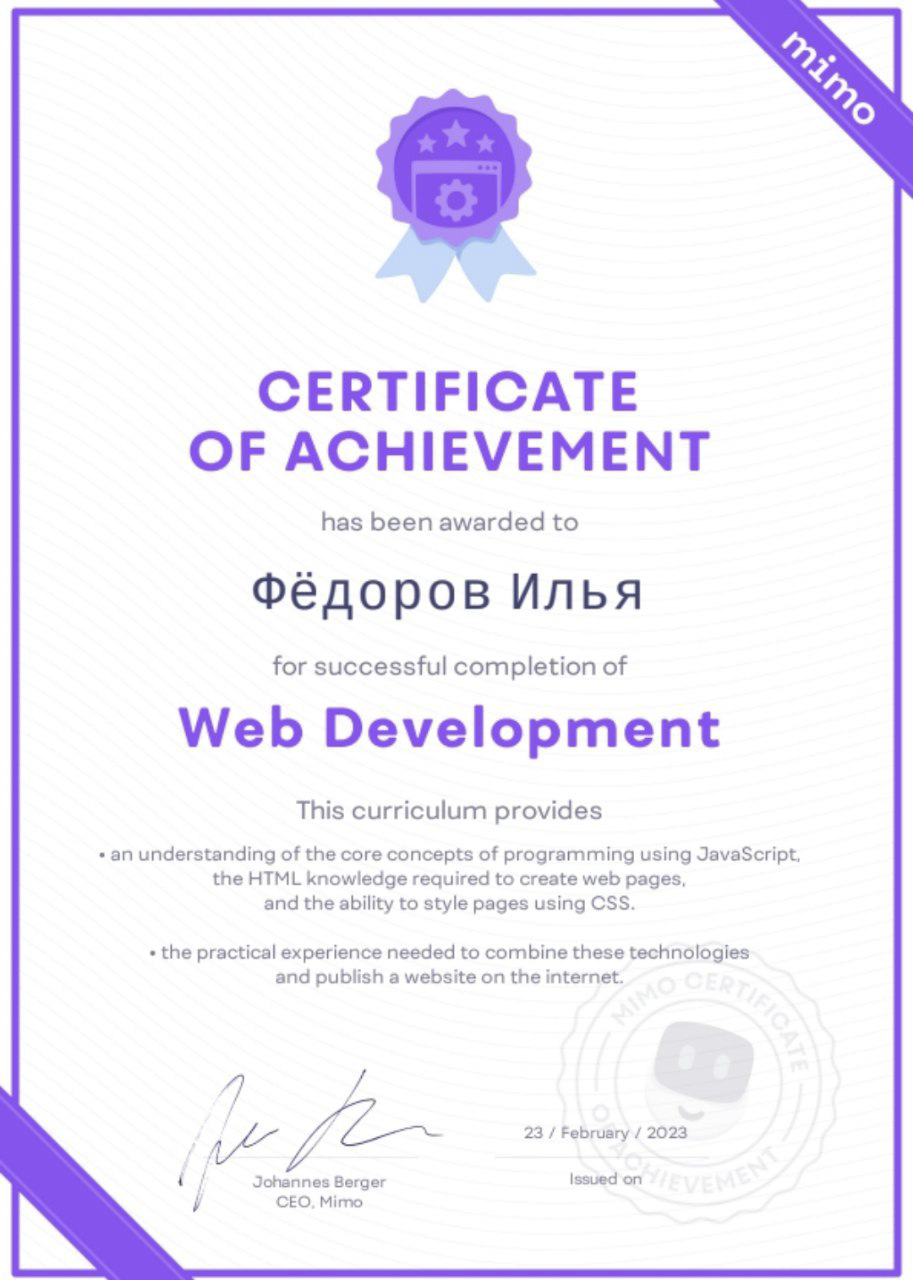 mimo
CERTIFICATE
OF ACHIEVEMENT
has been awarded to
Фёдоров Илья
for successful completion of
Web Development
This curriculum provides
• an understanding of the core concepts of programming using JavaScript,
the HTML knowledge required to create web pages,
and the ability to style pages using CSS.
• the practical experience needed to combine these technologies
and publish a website on the internet.
MIMO CERTIFICATE
OF ACHIEVEMENT
23 / February / 2023
Johannes Berger
Issued on
CEO, Mimo